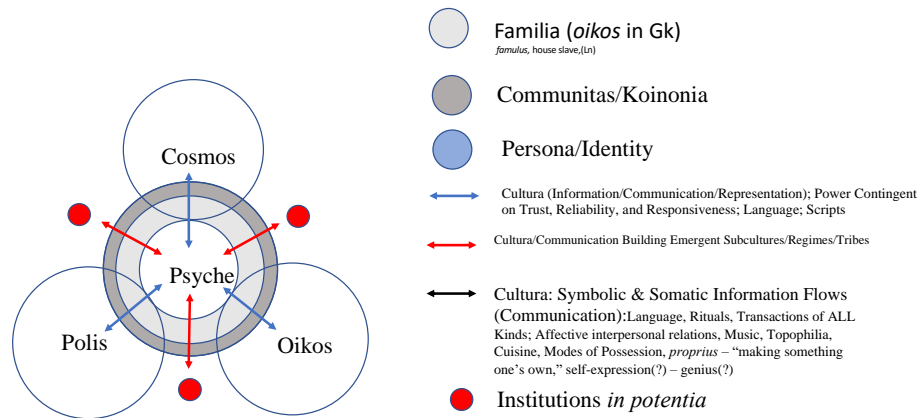 Familia (oikos in Gk)
famulus, house slave,(Ln)
Communitas/Koinonia
Persona/Identity
Cultura (Information/Communication/Representation); Power Contingent
on Trust, Reliability, and Responsiveness; Language; Scripts
Cultura/Communication Building Emergent Subcultures/Regimes/Tribes
Cultura: Symbolic & Somatic Information Flows
(Communication):Language, Rituals, Transactions of ALL
Kinds; Affective interpersonal relations, Music, Topophilia,
Cuisine, Modes of Possession, proprius – “making something
one’s own,” self-expression(?) – genius(?)
Institutions in potentia
Cosmos
Psyche
Polis
Oikos